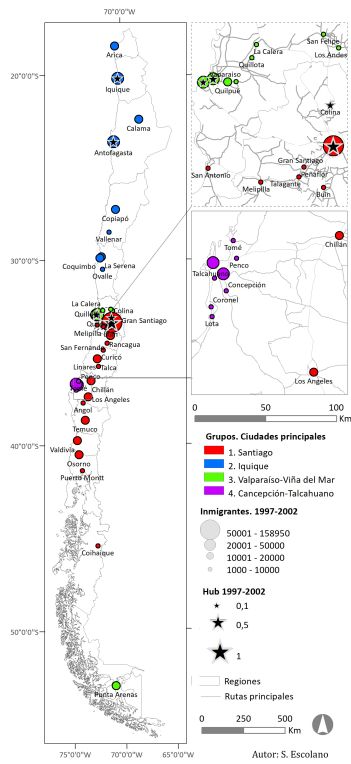 70°0'0"W
Arica
20°0'0"S
Iquique
Calama
Antofagasta
Copiapó
Vallenar
30°0'0"S
Coquimbo
La Serena
Ovalle
La Calera
Colina
Gran Santiago
Melipilla
Rancagua
San Fernando
Curicó
Linares
Talca
Chillán
Los Angeles
Angol
Temuco
40°0'0"S
Valdivia
Osorno
Puerto Montt
Coihaique
50°0'0"S
Punta Arenas
75°0'0"W
70°0'0"W
65°0'0"W
San Felipe
La Calera
Los Andes
Quillota
Quilpué
Colina
Gran Santiago
San Antonio
Peñaflor
Talagante
Melipilla
Buin
Chillán
Tomé
Penco
Talcahuano
Concepción
Coronel
Lota
Los Angeles
0 50 100
Km
Grupos. Ciudades principales
1. Santiago
2. Iquique
3. Valparaíso-Viña del Mar
4. Cancepción-Talcahuano
Inmigrantes. 1997-2002
50001 - 158950
20001 - 50000
10001 - 20000
1000 - 10000
Hub 1997-2002
0,1
0,5
1
Regiones
Rutas principales
0 250 500
Km
Autor: S. Escolano